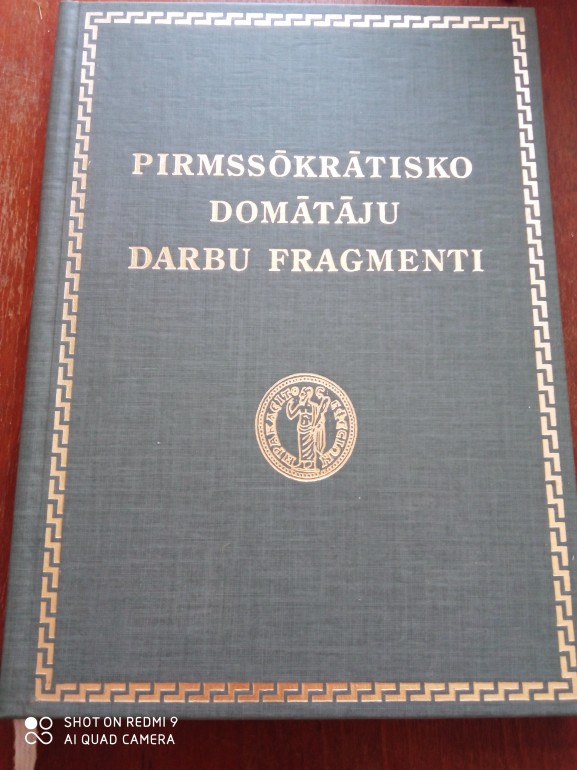 PIRMSSŌKRĀTISKO
DOMĀTĀJU
DARBU FRAGMENTI
SHOT ON REDMI 9
AI QUAD CAMERA